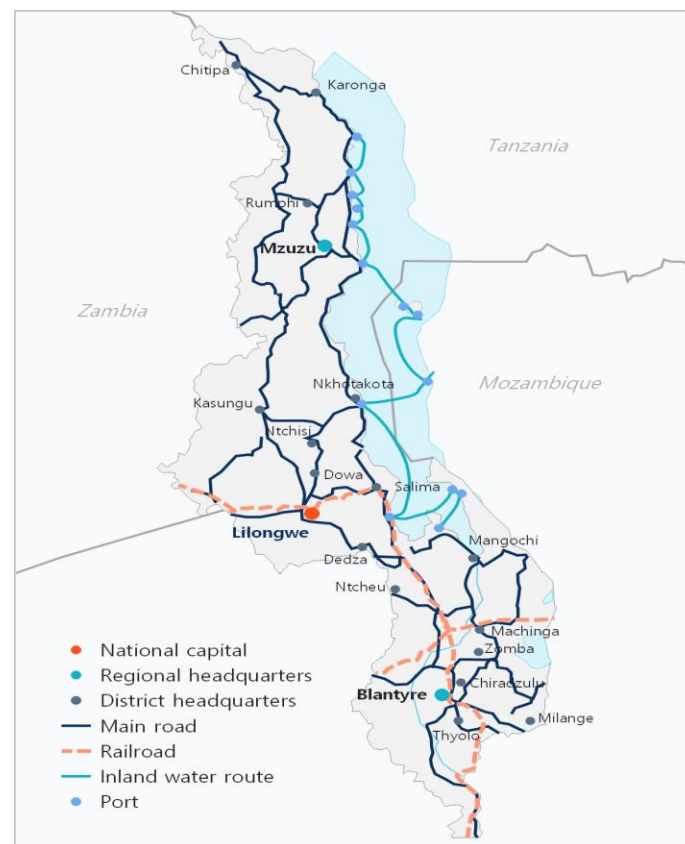 Chitipa
Karonga
Tanzania
Rumphi
Mzuzu
Zambia
Nkhotakota
Mozambique
Kasungu
Ntchisi
Dowa
Salima
Lilongwe
Mangochi
Dedza
Ntcheu
Machinga
Zomba
Chiradzulu
Blantyre
Milange
Thyolo
National capital
Regional headquarters
District headquarters
Main road
Railroad
Inland water route
Port